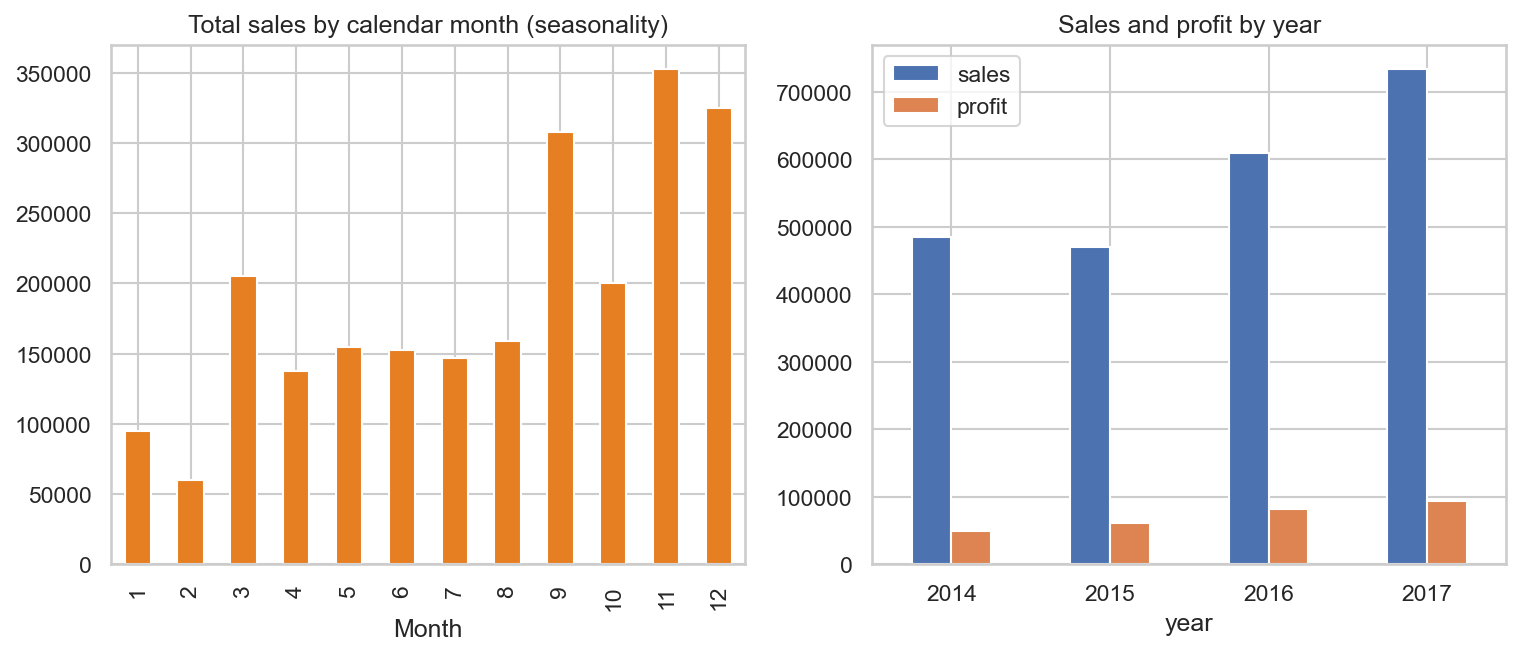 Total sales by calendar month (seasonality)
350000
300000
250000
200000
150000
100000
50000
0
1 2 3 4 5 6 7 8 9 10 11 12
Month
Sales and profit by year
sales
profit
700000
600000
500000
400000
300000
200000
100000
0
2014 2015 2016 2017
year